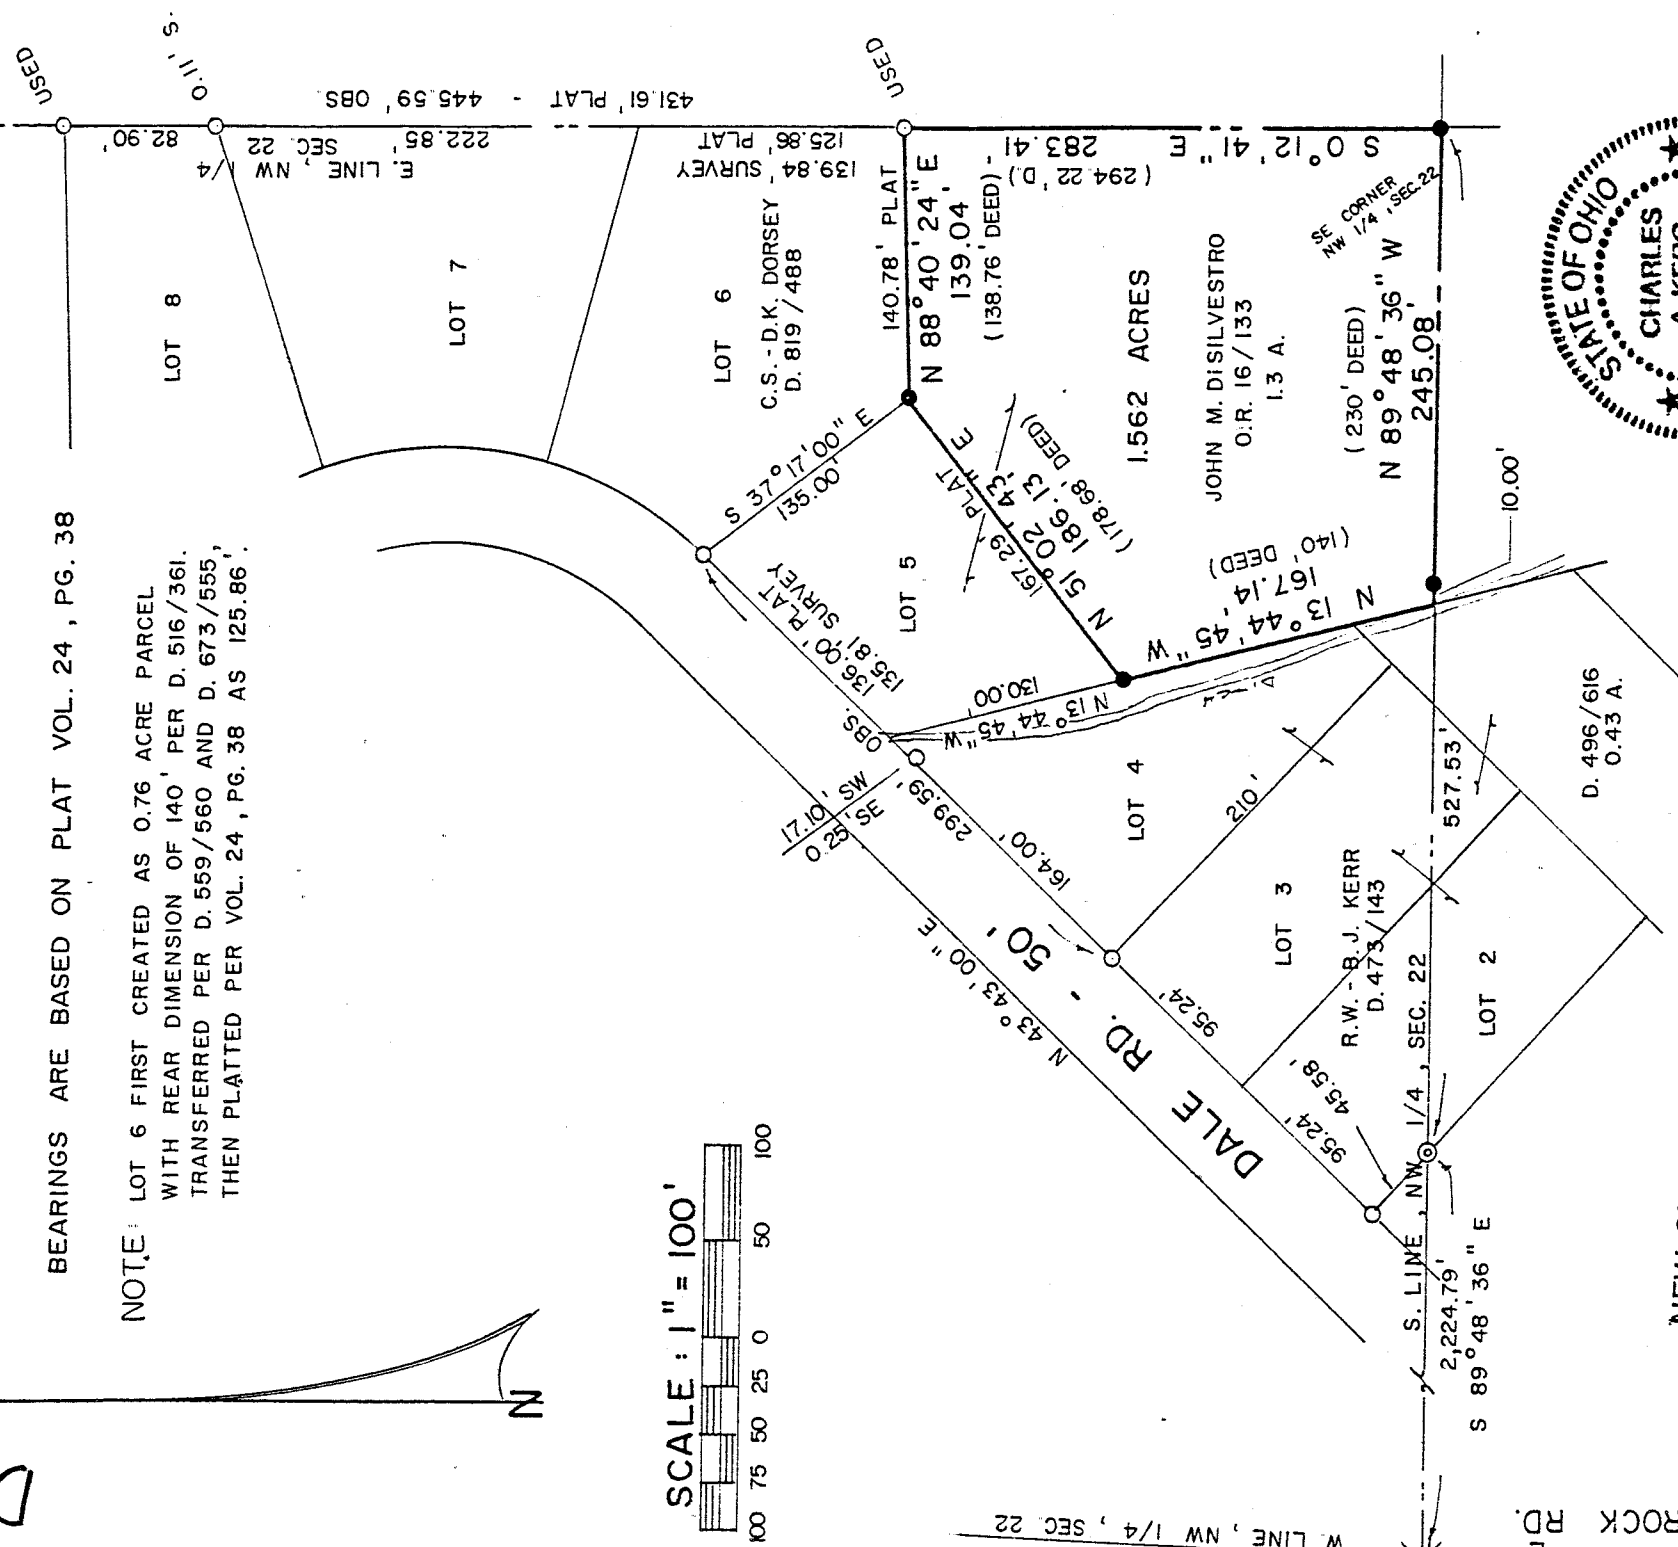 BEARINGS ARE BASED ON PLAT VOL. 24, PG. 38
NOTE: LOT 6 FIRST CREATED AS 0.76 ACRE PARCEL
WITH REAR DIMENSION OF 140' PER D. 516/361.
TRANSFERRED PER D. 559/560 AND D. 673/555,
THEN PLATTED PER VOL. 24, PG. 38 AS 125.86'.
N
SCALE : 1" = 100'
100 75 50 25 0 50 100
USED
0.11' S.
82.90'
E. LINE, NW 1/4
SEC. 22
222.85'
431.61' PLAT - 445.59' OBS.
125.86' PLAT
139.84' SURVEY
USED
LOT 8
LOT 7
LOT 6
C.S.-D.K. DORSEY
D. 819/488
140.78' PLAT
N 88° 40' 24" E
139.04'
(138.76' DEED)
S 0° 12' 41" E
283.41'
(294.22' D.)
SE CORNER
NW 1/4, SEC. 22
1.562 ACRES
JOHN M. DISILVESTRO
O.R. 16/133
1.3 A.
(230' DEED)
N 89° 48' 36" W
245.08'
S 37° 17' 00" E
135.00'
LOT 5
167.29' PLAT
N 51° 02' 43" E
186.13'
(178.68' DEED)
136.00' PLAT
135.81' SURVEY
N 13° 44' 45" W
130.00'
N 13° 44' 45" W
167.14'
(140' DEED)
10.00'
OBS.
299.59'
17.10' SW
0.25' SE
164.00'
LOT 4
210'
N 43° 43' 00" E
DALE RD. - 50'
95.24'
LOT 3
R.W.-B.J. KERR
D. 473/143
95.24'
45.58'
LOT 2
527.53'
D. 496/616
0.43 A.
S. LINE, NW 1/4, SEC. 22
2,224.79'
S 89° 48' 36" E
W. LINE, NW 1/4, SEC. 22
ROCK RD.
STATE OF OHIO
CHARLES